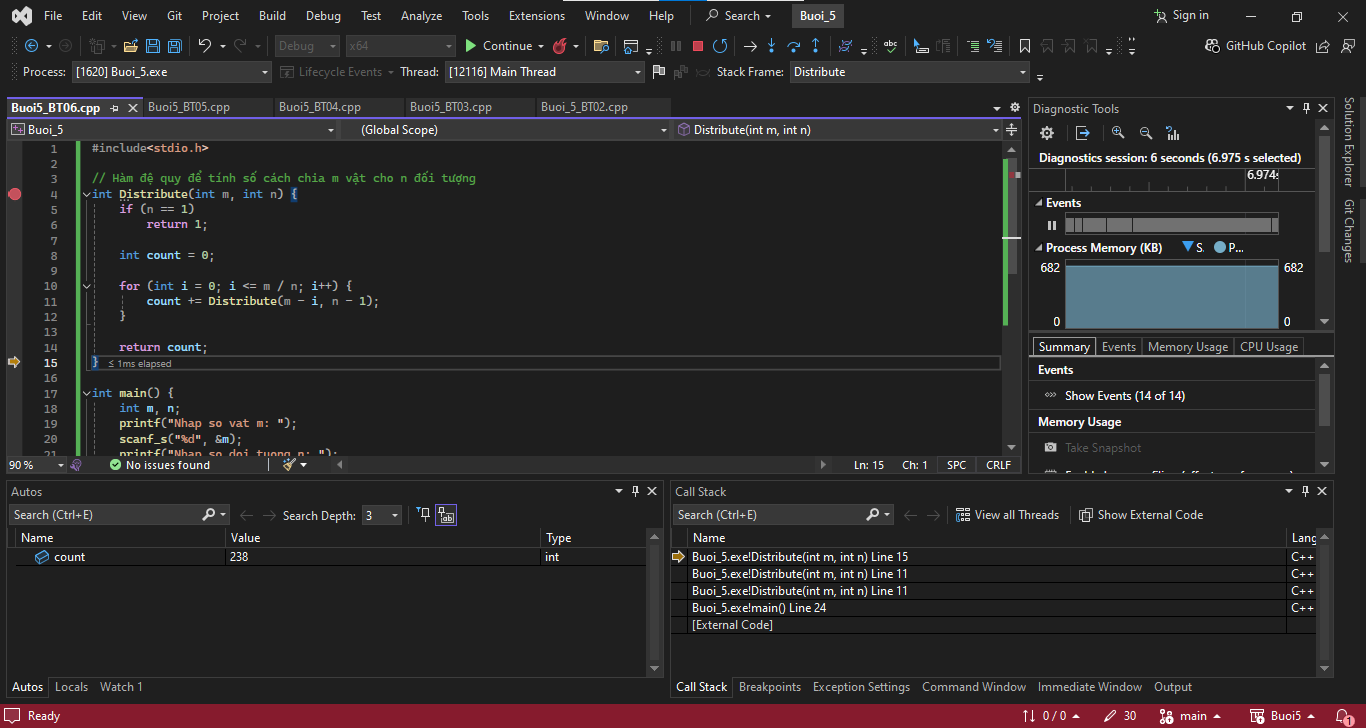 File Edit View Git Project Build Debug Test Analyze Tools Extensions Window Help Search Buoi_5 Sign in
Debug x64 Continue GitHub Copilot
Process: [1620] Buoi_5.exe Lifecycle Events Thread: [12116] Main Thread Stack Frame: Distribute
Buoi5_BT06.cpp Buoi5_BT05.cpp Buoi5_BT04.cpp Buoi5_BT03.cpp Buoi_5_BT02.cpp
Buoi_5 (Global Scope) Distribute(int m, int n)
1 #include<stdio.h>
2
3 // Hàm đệ quy để tính số cách chia m vật cho n đối tượng
4 int Distribute(int m, int n) {
5 if (n == 1)
6 return 1;
7
8 int count = 0;
9
10 for (int i = 0; i <= m / n; i++) {
11 count += Distribute(m - i, n - 1);
12 }
13
14 return count;
15 } ≤ 1ms elapsed
16
17 int main() {
18 int m, n;
19 printf("Nhap so vat m: ");
20 scanf_s("%d", &m);
21 printf("Nhap so doi tuong n: ");
90 % No issues found Ln: 15 Ch: 1 SPC CRLF
Diagnostic Tools
Diagnostics session: 6 seconds (6.975 s selected)
6.974s
Events
Process Memory (KB) S. P...
682 682
0 0
Summary Events Memory Usage CPU Usage
Events
Show Events (14 of 14)
Memory Usage
Take Snapshot
Solution Explorer
Git Changes
Autos
Search (Ctrl+E) Search Depth: 3
Name Value Type
count 238 int
Autos Locals Watch 1
Call Stack
Search (Ctrl+E) View all Threads Show External Code
Name Lang
Buoi_5.exe!Distribute(int m, int n) Line 15 C++
Buoi_5.exe!Distribute(int m, int n) Line 11 C++
Buoi_5.exe!Distribute(int m, int n) Line 11 C++
Buoi_5.exe!main() Line 24 C++
[External Code]
Call Stack Breakpoints Exception Settings Command Window Immediate Window Output
Ready 0 / 0 30 main Buoi5 1